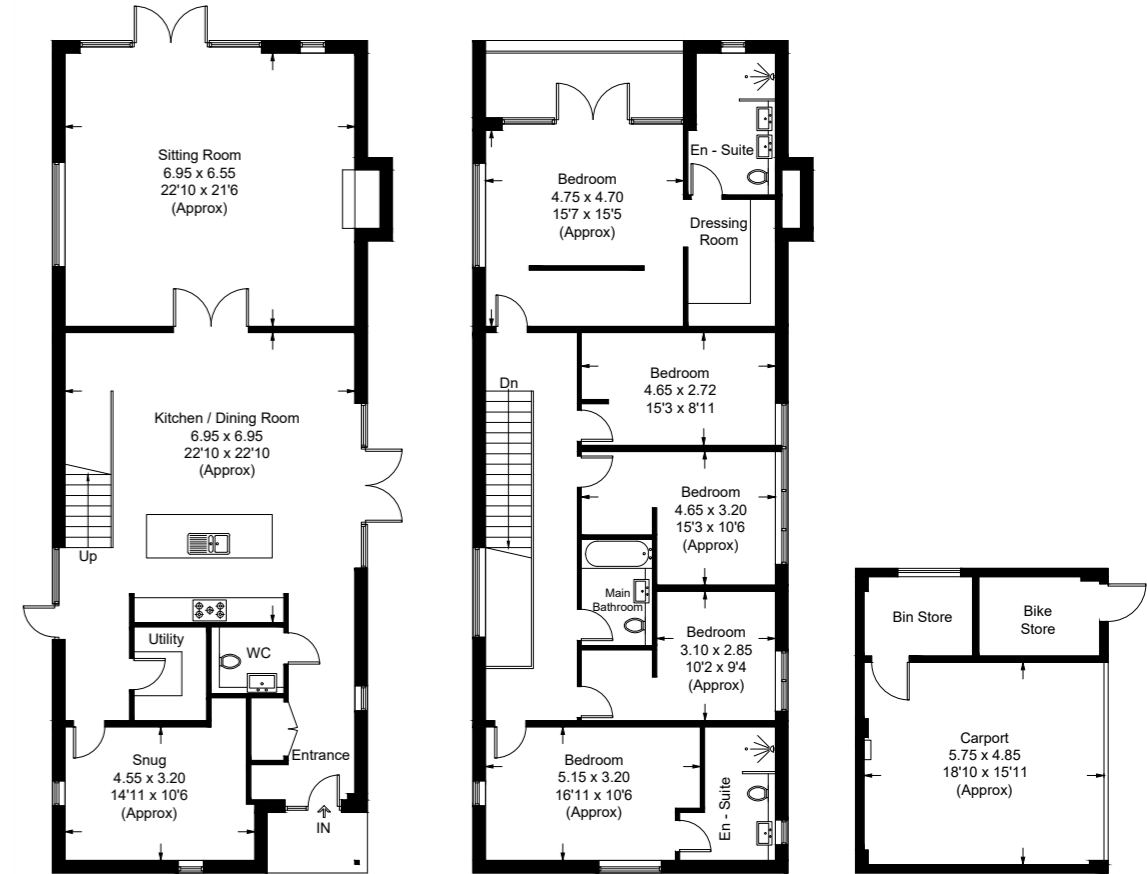 Sitting Room
6.95 x 6.55
22'10 x 21'6
(Approx)
Kitchen / Dining Room
6.95 x 6.95
22'10 x 22'10
(Approx)
Up
Utility
WC
Entrance
Snug
4.55 x 3.20
14'11 x 10'6
(Approx)
IN
En - Suite
Bedroom
4.75 x 4.70
15'7 x 15'5
(Approx)
Dressing
Room
Dn
Bedroom
4.65 x 2.72
15'3 x 8'11
Bedroom
4.65 x 3.20
15'3 x 10'6
(Approx)
Main
Bathroom
Bedroom
3.10 x 2.85
10'2 x 9'4
(Approx)
Bedroom
5.15 x 3.20
16'11 x 10'6
(Approx)
En - Suite
Bin Store
Bike
Store
Carport
5.75 x 4.85
18'10 x 15'11
(Approx)